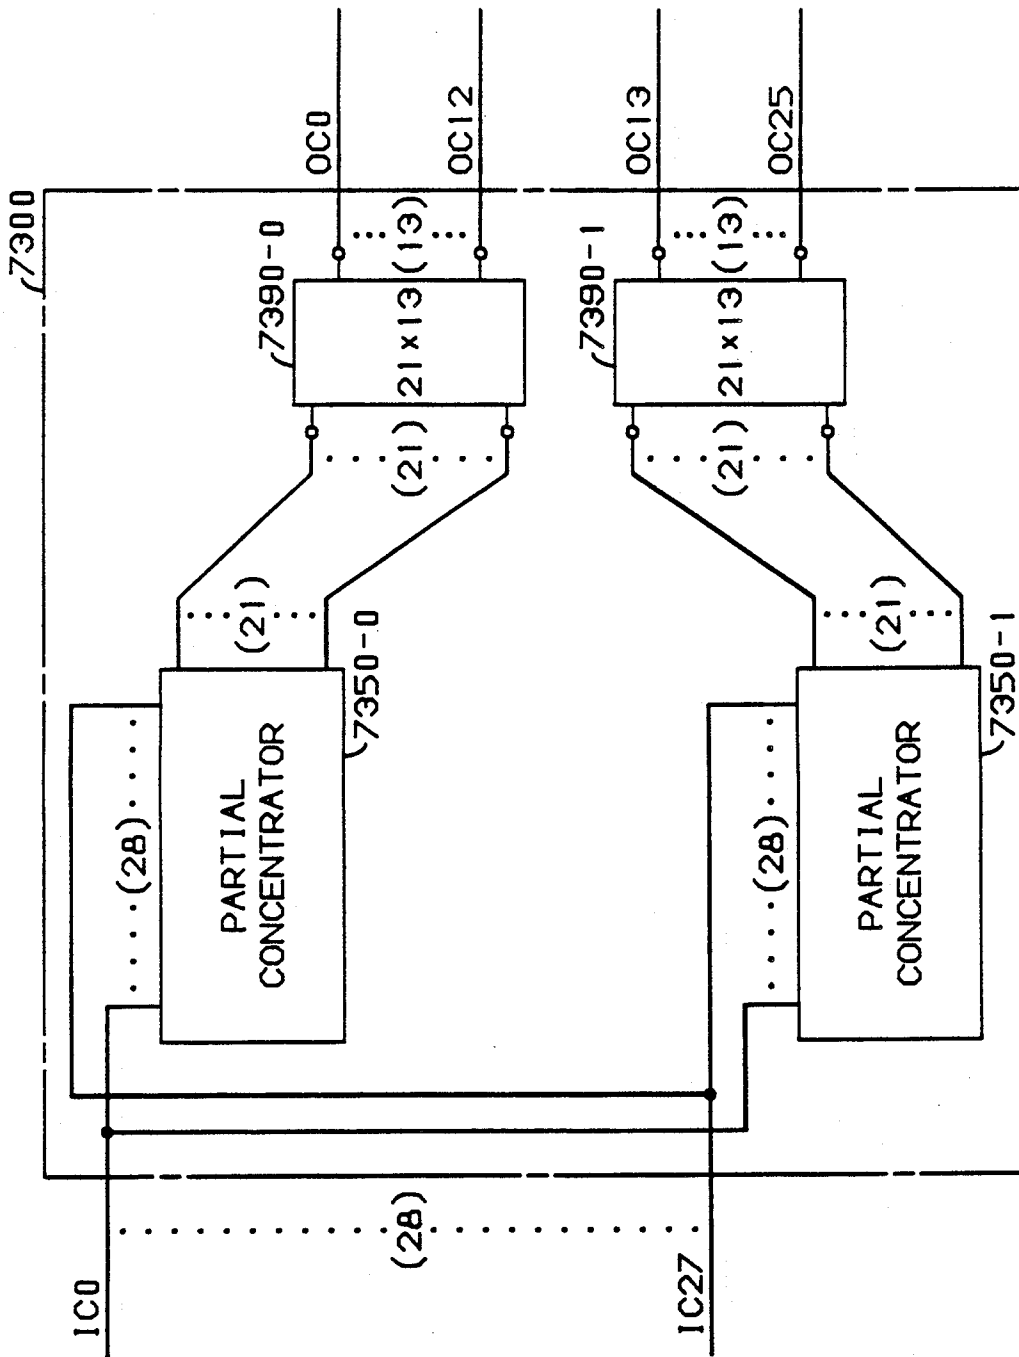 7300
IC0
(28)
IC27
(28)
PARTIAL
CONCENTRATOR
7350-0
(21)
(21)
7390-0
21x13
(13)
OC0
OC12
(28)
PARTIAL
CONCENTRATOR
7350-1
(21)
(21)
7390-1
21x13
(13)
OC13
OC25